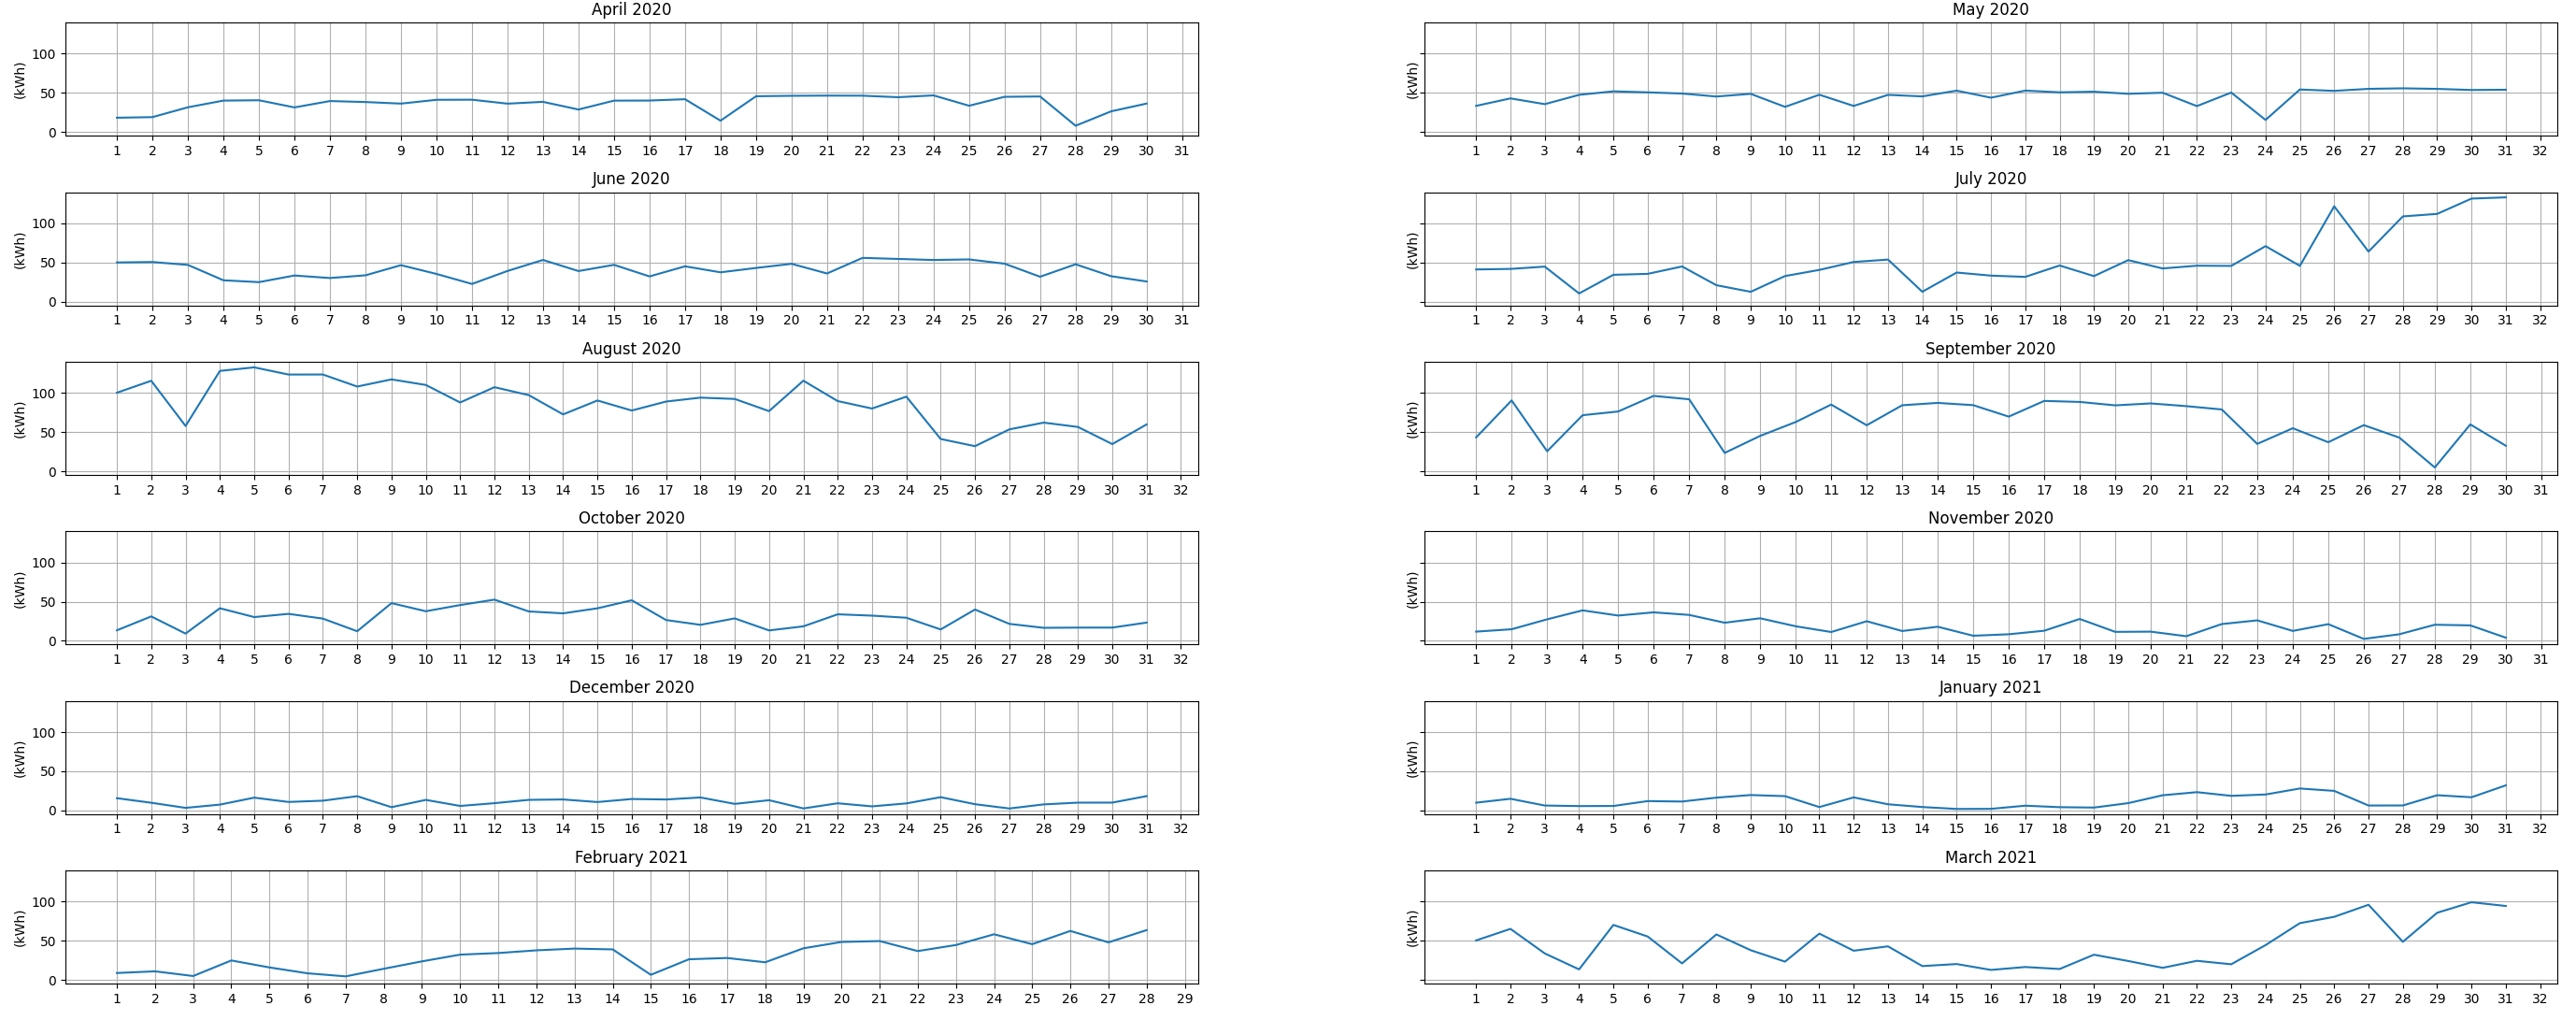 April 2020
(kWh)
100
50
0
1 2 3 4 5 6 7 8 9 10 11 12 13 14 15 16 17 18 19 20 21 22 23 24 25 26 27 28 29 30 31
May 2020
(kWh)
1 2 3 4 5 6 7 8 9 10 11 12 13 14 15 16 17 18 19 20 21 22 23 24 25 26 27 28 29 30 31 32
June 2020
(kWh)
100
50
0
1 2 3 4 5 6 7 8 9 10 11 12 13 14 15 16 17 18 19 20 21 22 23 24 25 26 27 28 29 30 31
July 2020
(kWh)
1 2 3 4 5 6 7 8 9 10 11 12 13 14 15 16 17 18 19 20 21 22 23 24 25 26 27 28 29 30 31 32
August 2020
(kWh)
100
50
0
1 2 3 4 5 6 7 8 9 10 11 12 13 14 15 16 17 18 19 20 21 22 23 24 25 26 27 28 29 30 31 32
September 2020
(kWh)
1 2 3 4 5 6 7 8 9 10 11 12 13 14 15 16 17 18 19 20 21 22 23 24 25 26 27 28 29 30 31
October 2020
(kWh)
100
50
0
1 2 3 4 5 6 7 8 9 10 11 12 13 14 15 16 17 18 19 20 21 22 23 24 25 26 27 28 29 30 31 32
November 2020
(kWh)
1 2 3 4 5 6 7 8 9 10 11 12 13 14 15 16 17 18 19 20 21 22 23 24 25 26 27 28 29 30 31
December 2020
(kWh)
100
50
0
1 2 3 4 5 6 7 8 9 10 11 12 13 14 15 16 17 18 19 20 21 22 23 24 25 26 27 28 29 30 31 32
January 2021
(kWh)
1 2 3 4 5 6 7 8 9 10 11 12 13 14 15 16 17 18 19 20 21 22 23 24 25 26 27 28 29 30 31 32
February 2021
(kWh)
100
50
0
1 2 3 4 5 6 7 8 9 10 11 12 13 14 15 16 17 18 19 20 21 22 23 24 25 26 27 28 29
March 2021
(kWh)
1 2 3 4 5 6 7 8 9 10 11 12 13 14 15 16 17 18 19 20 21 22 23 24 25 26 27 28 29 30 31 32